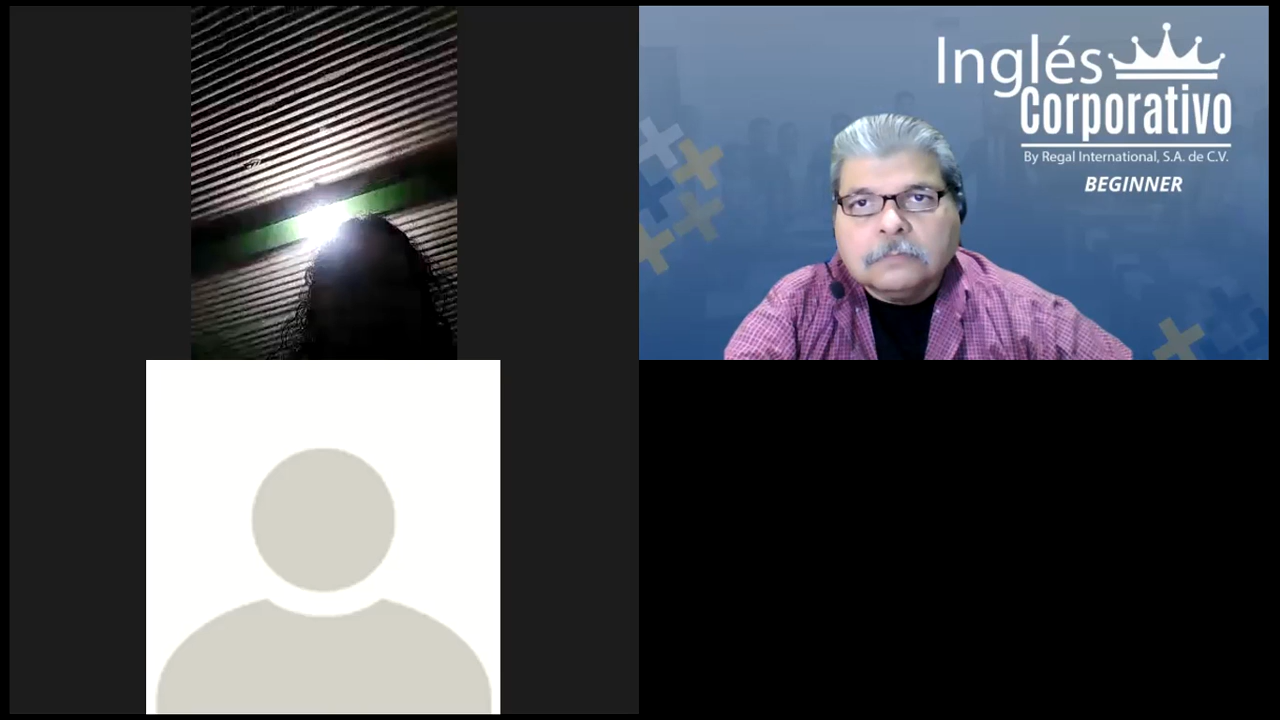 Inglés
Corporativo
By Regal International, S.A. de C.V.
BEGINNER